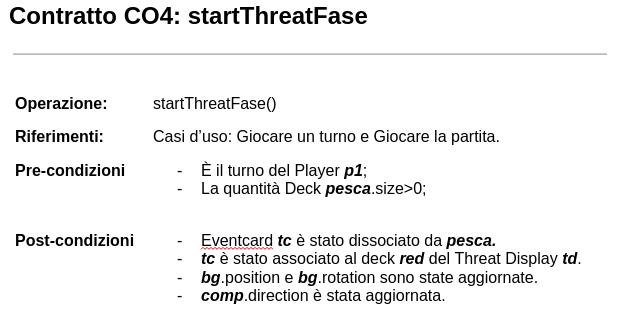 Contratto CO4: startThreatFase
Operazione: startThreatFase()
Riferimenti: Casi d'uso: Giocare un turno e Giocare la partita.
Pre-condizioni - È il turno del Player p1;
- La quantità Deck pesca.size>0;
Post-condizioni - Eventcard tc è stato dissociato da pesca.
- tc è stato associato al deck red del Threat Display td.
- bg.position e bg.rotation sono state aggiornate.
- comp.direction è stata aggiornata.